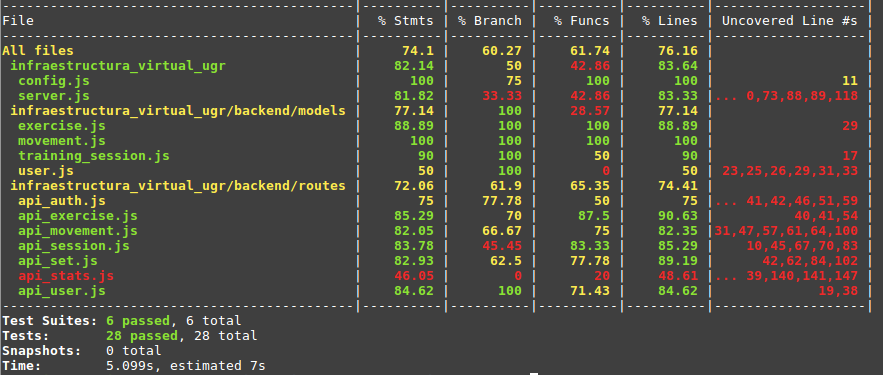 File | % Stmts | % Branch | % Funcs | % Lines | Uncovered Line #s |
All files | 74.1 | 60.27 | 61.74 | 76.16 | |
infraestructura_virtual_ugr | 82.14 | 50 | 42.86 | 83.64 | |
config.js | 100 | 75 | 100 | 100 | 11 |
server.js | 81.82 | 33.33 | 42.86 | 83.33 |... 0,73,88,89,118 |
infraestructura_virtual_ugr/backend/models | 77.14 | 100 | 28.57 | 77.14 | |
exercise.js | 88.89 | 100 | 100 | 88.89 | 29 |
movement.js | 100 | 100 | 100 | 100 | |
training_session.js | 90 | 100 | 50 | 90 | 17 |
user.js | 50 | 100 | 0 | 50 | 23,25,26,29,31,33 |
infraestructura_virtual_ugr/backend/routes | 72.06 | 61.9 | 65.35 | 74.41 | |
api_auth.js | 75 | 77.78 | 50 | 75 |... 41,42,46,51,59 |
api_exercise.js | 85.29 | 70 | 87.5 | 90.63 | 40,41,54 |
api_movement.js | 82.05 | 66.67 | 75 | 82.35 |31,47,57,61,64,100 |
api_session.js | 83.78 | 45.45 | 83.33 | 85.29 | 10,45,67,70,83 |
api_set.js | 82.93 | 62.5 | 77.78 | 89.19 | 42,62,84,102 |
api_stats.js | 46.05 | 0 | 20 | 48.61 |... 39,140,141,147 |
api_user.js | 84.62 | 100 | 71.43 | 84.62 | 19,38 |
Test Suites: 6 passed, 6 total
Tests: 28 passed, 28 total
Snapshots: 0 total
Time: 5.099s, estimated 7s